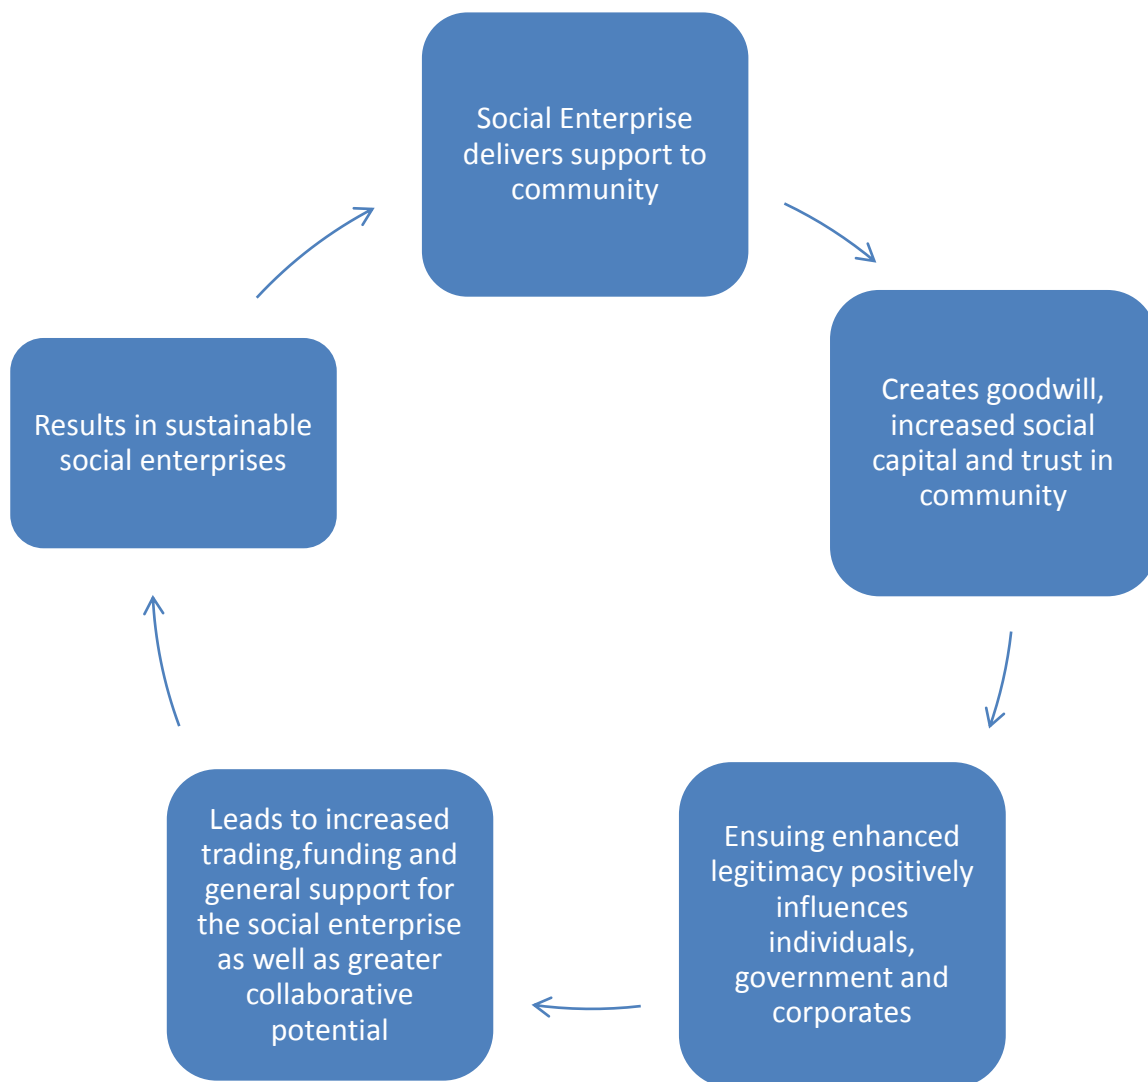 Social Enterprise
delivers support to
community
Creates goodwill,
increased social
capital and trust in
community
Ensuing enhanced
legitimacy positively
influences
individuals,
government and
corporates
Leads to increased
trading,funding and
general support for
the social enterprise
as well as greater
collaborative
potential
Results in sustainable
social enterprises